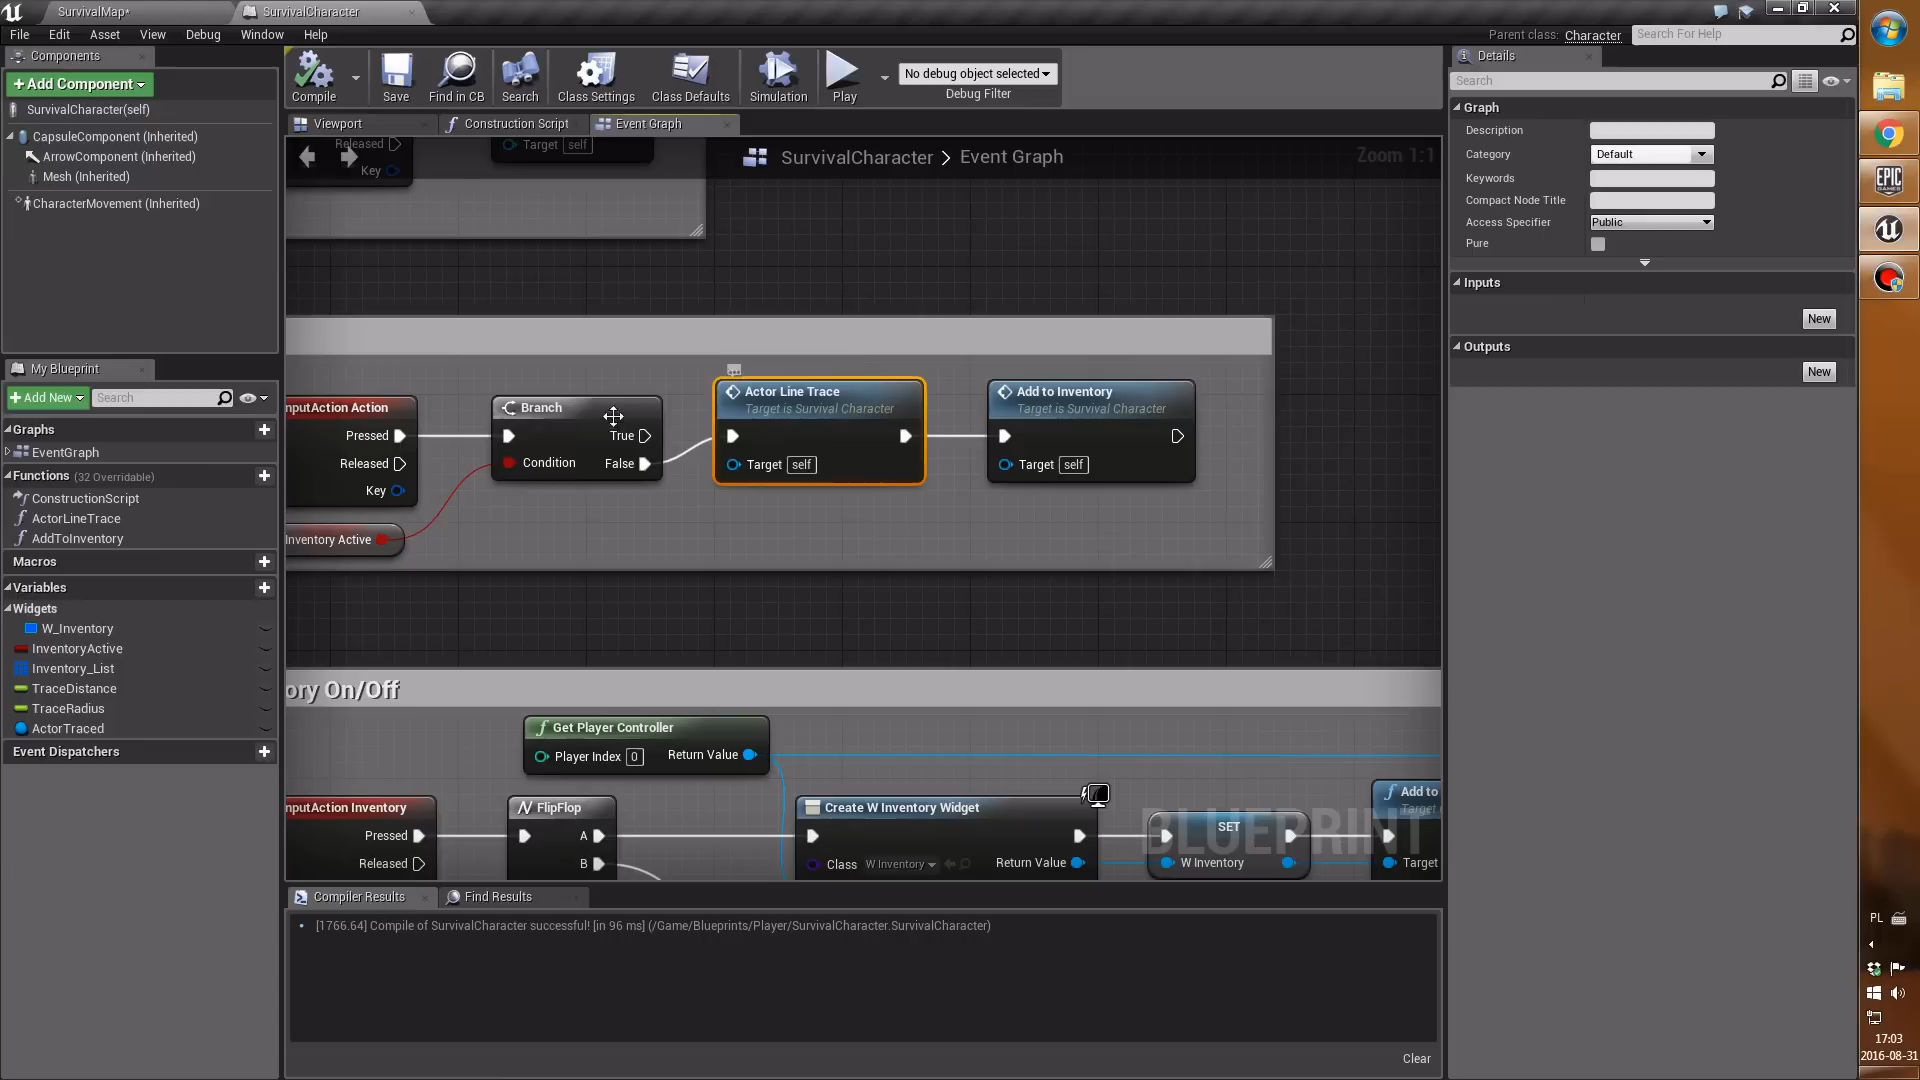 SurvivalMap*
SurvivalCharacter
File Edit Asset View Debug Window Help
Parent class: Character
Search For Help
Components
+Add Component
SurvivalCharacter(self)
CapsuleComponent (Inherited)
ArrowComponent (Inherited)
Mesh (Inherited)
CharacterMovement (Inherited)
Compile
Save
Find in CB
Search
Class Settings
Class Defaults
Simulation
Play
No debug object selected
Debug Filter
Viewport
Construction Script
Event Graph
SurvivalCharacter > Event Graph
Zoom 1:1
Released
Key
Target self
nputAction Action
Pressed
Released
Key
Inventory Active
Branch
True
Condition False
Actor Line Trace
Target is Survival Character
Target self
Add to Inventory
Target is Survival Character
Target self
ory On/Off
Get Player Controller
Player Index 0 Return Value
nputAction Inventory
Pressed
Released
FlipFlop
A
B
Create W Inventory Widget
Class W Inventory Return Value
SET
W Inventory
Add to
Target
Target
BLUEPRINT
My Blueprint
+Add New
Search
Graphs
EventGraph
Functions (32 Overridable)
ConstructionScript
ActorLineTrace
AddToInventory
Macros
Variables
Widgets
W_Inventory
InventoryActive
Inventory_List
TraceDistance
TraceRadius
ActorTraced
Event Dispatchers
Compiler Results
Find Results
[1766.64] Compile of SurvivalCharacter successful! [in 96 ms] (/Game/Blueprints/Player/SurvivalCharacter.SurvivalCharacter)
Clear
Details
Search
Graph
Description
Category Default
Keywords
Compact Node Title
Access Specifier Public
Pure
Inputs
New
Outputs
New
EPIC
GAMES
PL
17:03
2016-08-31